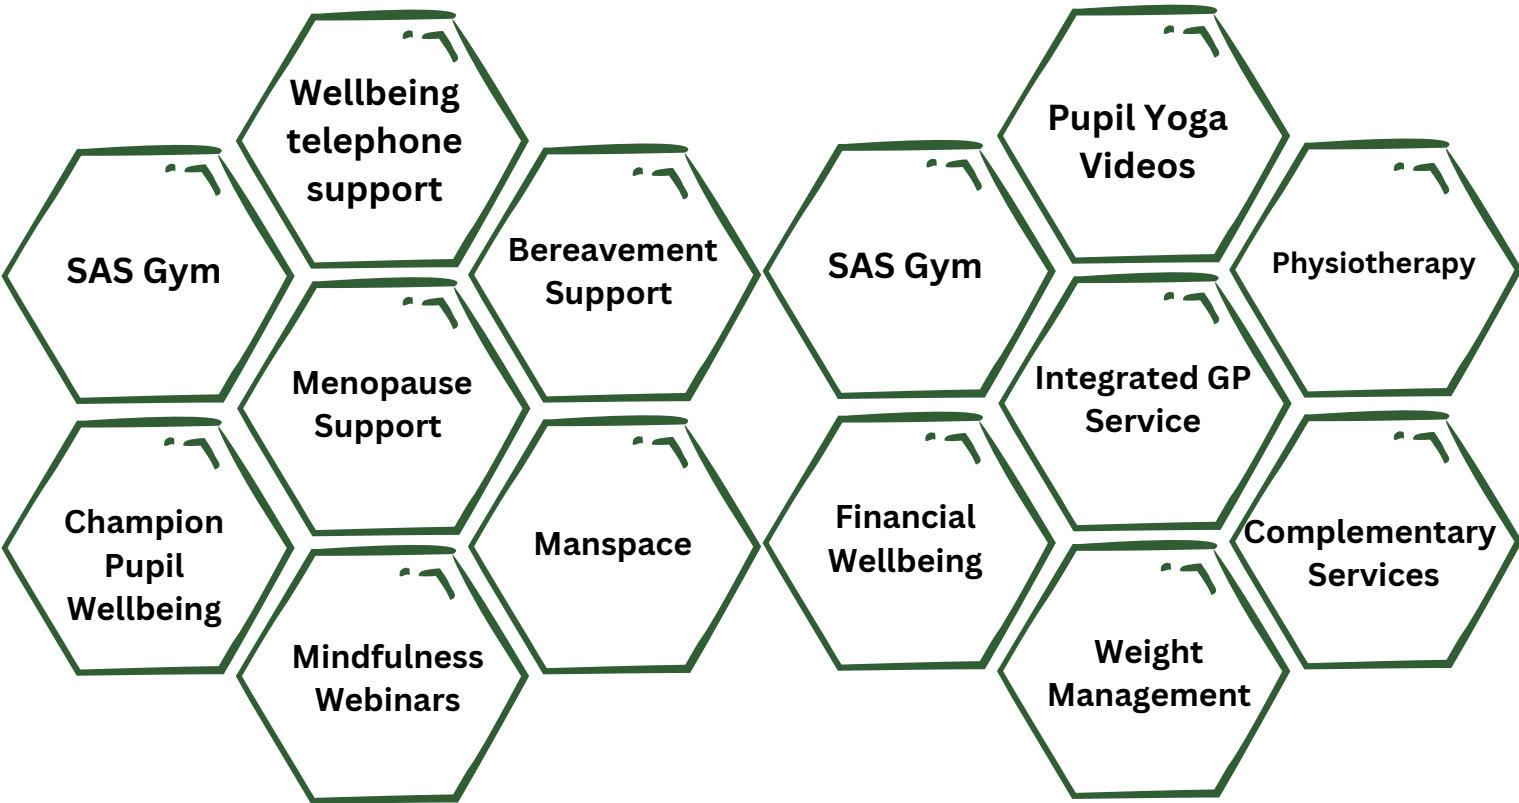 Wellbeing
telephone
support
SAS Gym
Bereavement
Support
Menopause
Support
Champion
Pupil
Wellbeing
Manspace
Mindfulness
Webinars
Pupil Yoga
Videos
SAS Gym
Physiotherapy
Integrated GP
Service
Financial
Wellbeing
Complementary
Services
Weight
Management